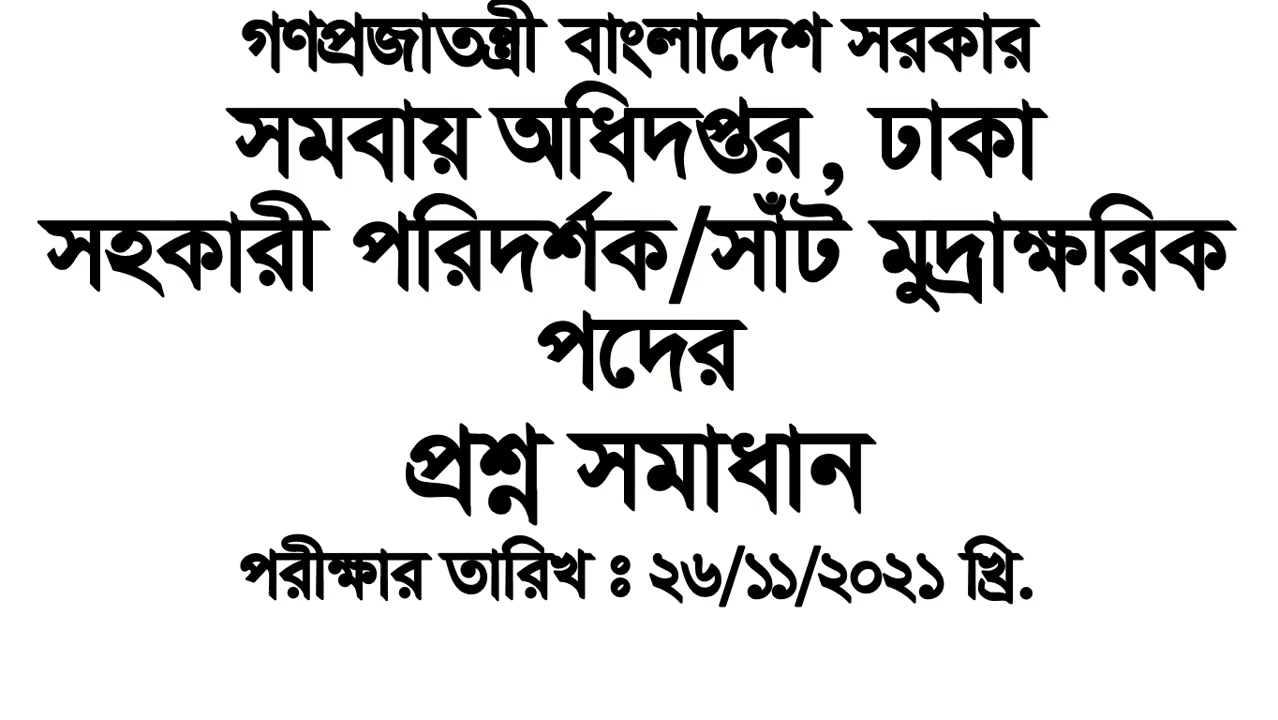 গণপ্রজাতন্ত্রী বাংলাদেশ সরকার
সমবায় অধিদপ্তর, ঢাকা
সহকারী পরিদর্শক/সাঁট মুদ্রাক্ষরিক
পদের
প্রশ্ন সমাধান
পরীক্ষার তারিখ ঃ ২৬/১১/২০২১ খ্রি.